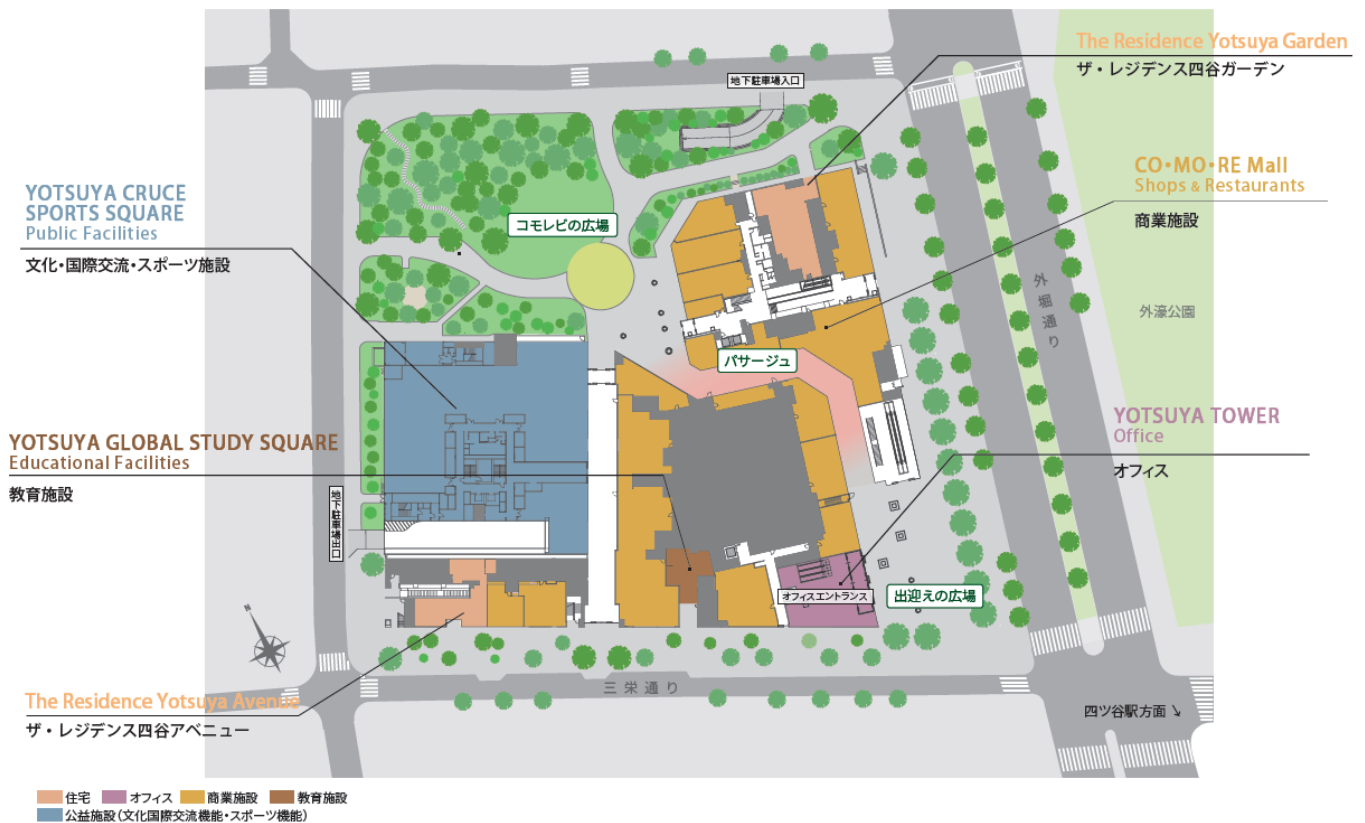 The Residence Yotsuya Garden
ザ・レジデンス四谷ガーデン
地下駐車場入口
CO・MO・RE Mall
Shops & Restaurants
商業施設
YOTSUYA CRUCE
SPORTS SQUARE
Public Facilities
文化・国際交流・スポーツ施設
コモレビの広場
外堀通り
外濠公園
パサージュ
YOTSUYA TOWER
Office
オフィス
YOTSUYA GLOBAL STUDY SQUARE
Educational Facilities
教育施設
地下駐車場出口
オフィスエントランス
出迎えの広場
N
三栄通り
The Residence Yotsuya Avenue
ザ・レジデンス四谷アベニュー
四ツ谷駅方面↘
住宅 オフィス 商業施設 教育施設
公益施設(文化国際交流機能・スポーツ機能)